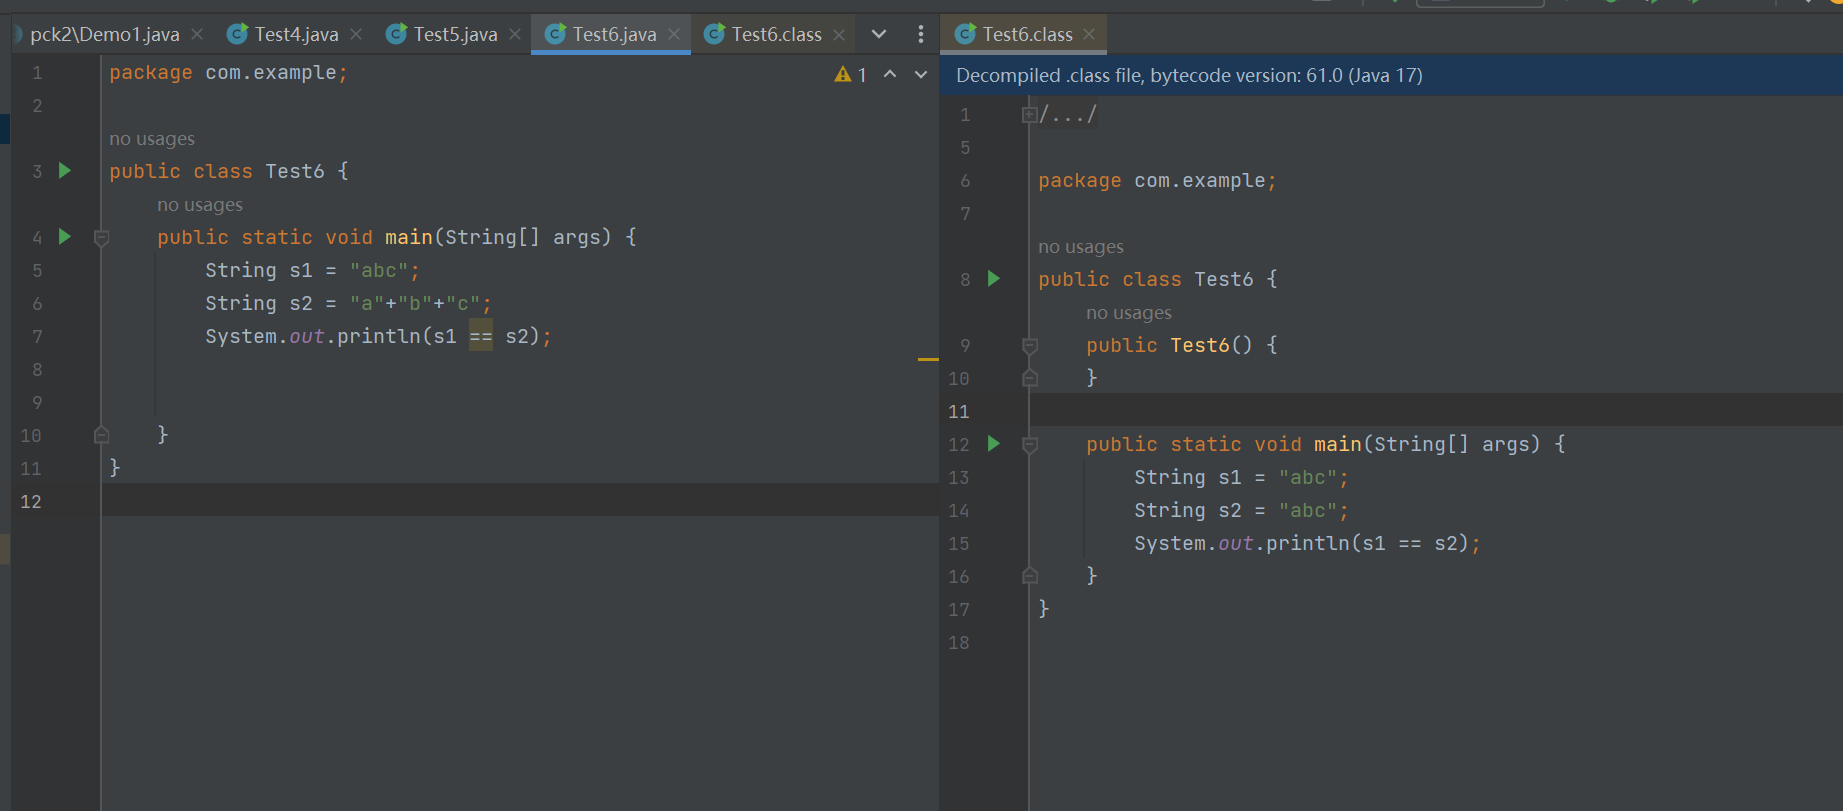 pck2\Demo1.java Test4.java Test5.java Test6.java Test6.class
1 package com.example; 1
2
no usages
3 public class Test6 {
no usages
4 public static void main(String[] args) {
5 String s1 = "abc";
6 String s2 = "a"+"b"+"c";
7 System.out.println(s1 == s2);
8
9
10 }
11 }
12
Test6.class
Decompiled .class file, bytecode version: 61.0 (Java 17)
1 /.../
5
6 package com.example;
7
no usages
8 public class Test6 {
no usages
9 public Test6() {
10 }
11
12 public static void main(String[] args) {
13 String s1 = "abc";
14 String s2 = "abc";
15 System.out.println(s1 == s2);
16 }
17 }
18